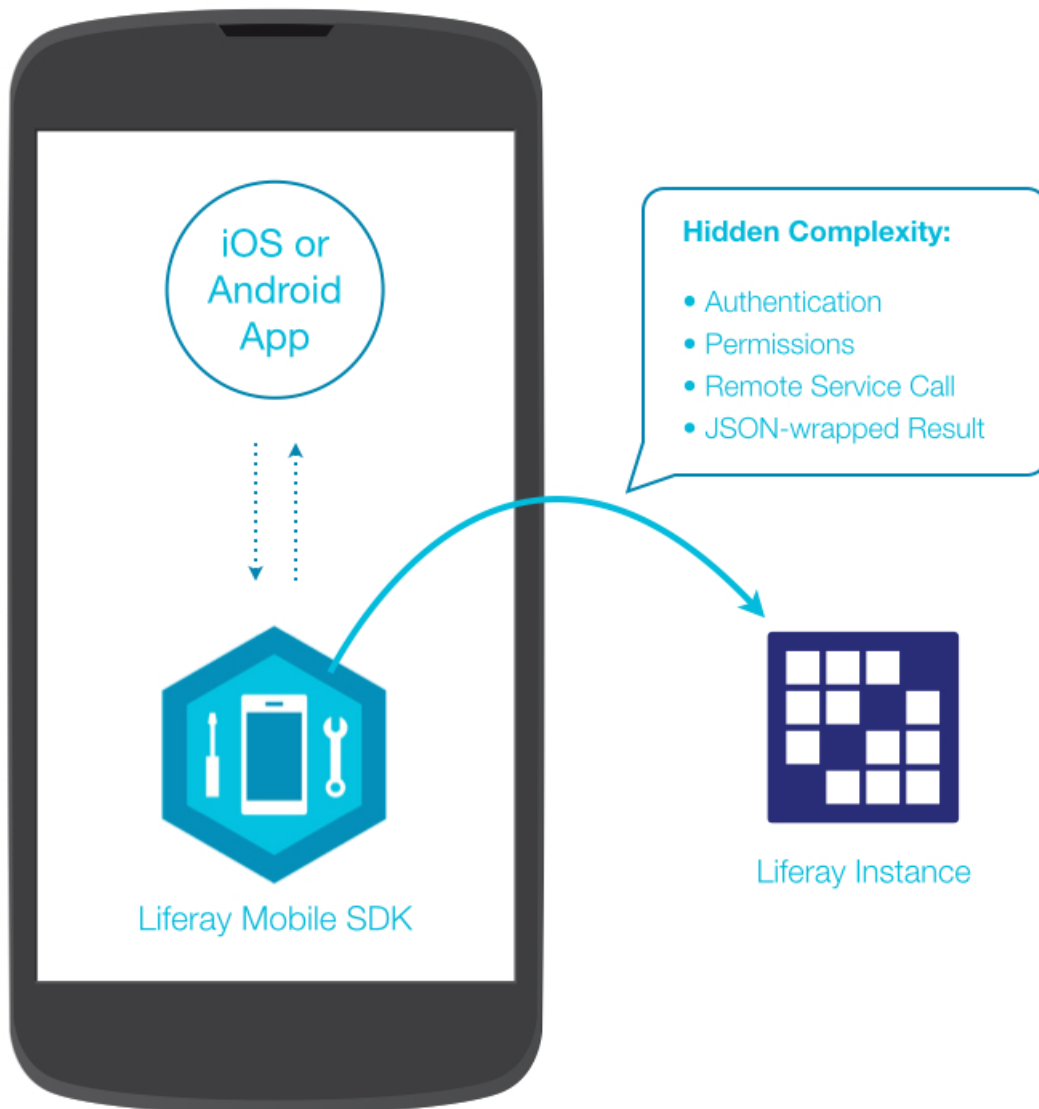 iOS or
Android
App
Hidden Complexity:
• Authentication
• Permissions
• Remote Service Call
• JSON-wrapped Result
Liferay Mobile SDK
Liferay Instance